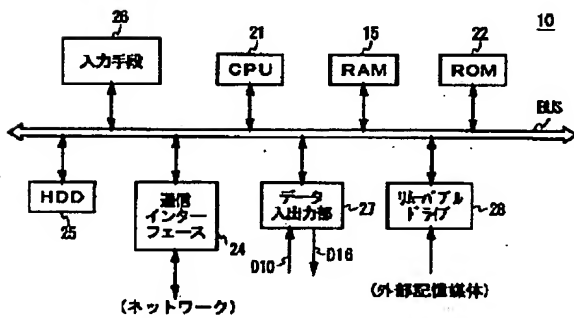 26
入力手段
21
CPU
15
RAM
22
ROM
10
BUS
HDD
25
通信
インター
フェース
24
(ネットワーク)
データ
入出力部
27
D10
D16
リムーバブル
ドライブ
28
(外部記憶媒体)